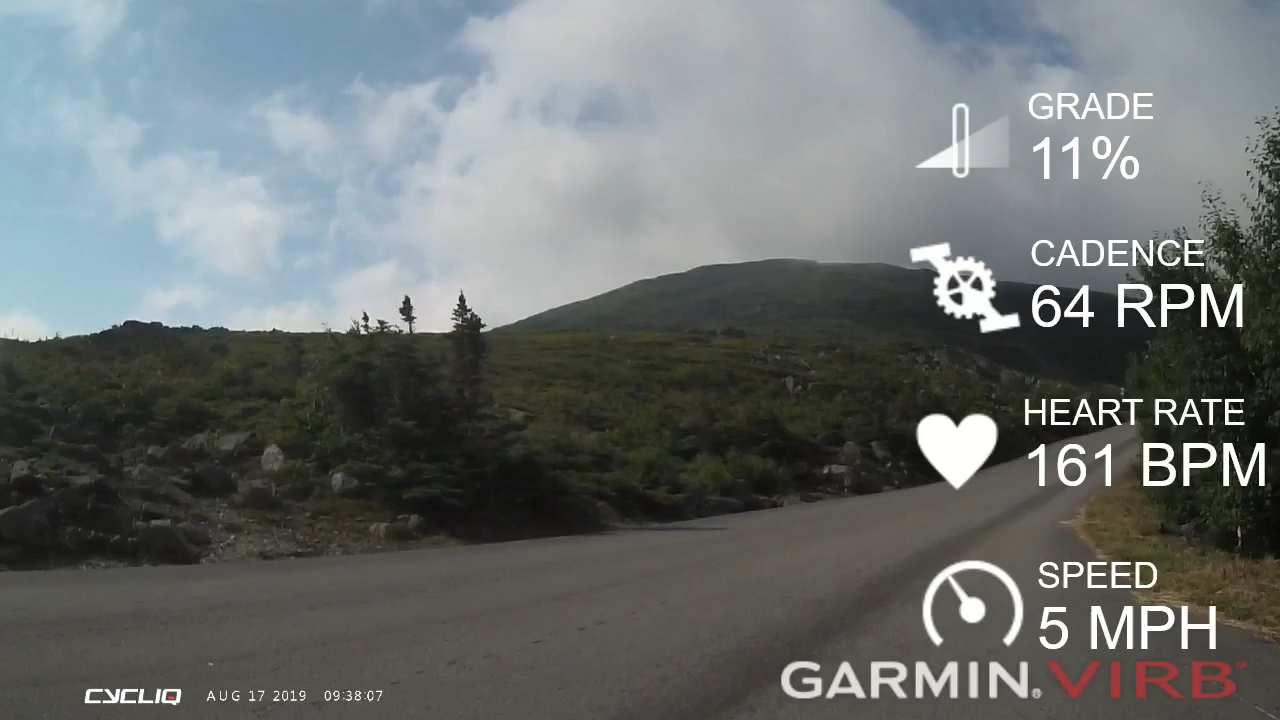 GRADE
11%
CADENCE
64 RPM
HEART RATE
161 BPM
SPEED
5 MPH
GARMIN® VIRB™
CYCLIQ AUG 17 2019 09:38:07